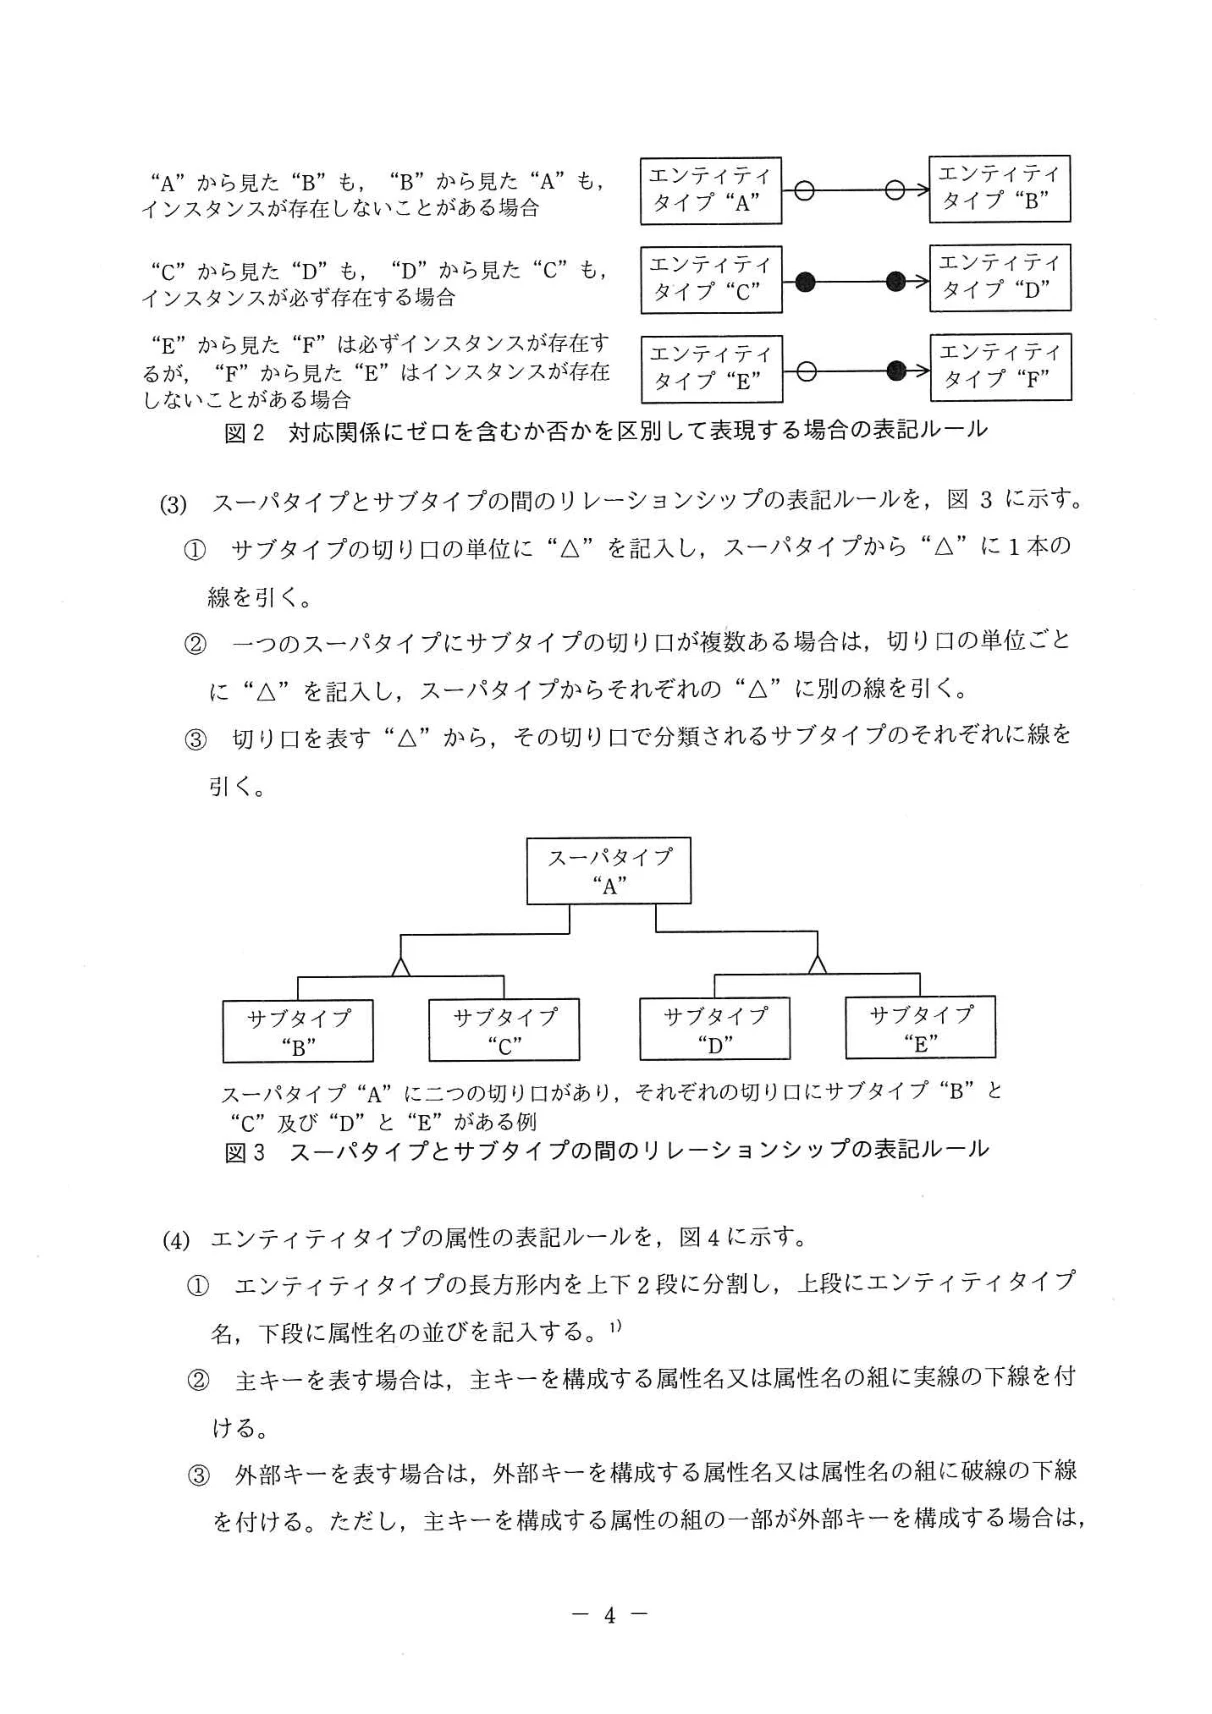 “A”から見た“B”も，“B”から見た“A”も，
インスタンスが存在しないことがある場合
エンティティ
タイプ“A”
エンティティ
タイプ“B”
“C”から見た“D”も，“D”から見た“C”も，
インスタンスが必ず存在する場合
エンティティ
タイプ“C”
エンティティ
タイプ“D”
“E”から見た“F”は必ずインスタンスが存在す
るが，“F”から見た“E”はインスタンスが存在
しないことがある場合
エンティティ
タイプ“E”
エンティティ
タイプ“F”
図2 対応関係にゼロを含むか否かを区別して表現する場合の表記ルール
(3) スーパタイプとサブタイプの間のリレーションシップの表記ルールを，図 3 に示す。
① サブタイプの切り口の単位に“△”を記入し，スーパタイプから“△”に1本の
線を引く。
② 一つのスーパタイプにサブタイプの切り口が複数ある場合は，切り口の単位ごと
に“△”を記入し，スーパタイプからそれぞれの“△”に別の線を引く。
③ 切り口を表す“△”から，その切り口で分類されるサブタイプのそれぞれに線を
引く。
スーパタイプ
“A”
サブタイプ
“B”
サブタイプ
“C”
サブタイプ
“D”
サブタイプ
“E”
スーパタイプ“A”に二つの切り口があり，それぞれの切り口にサブタイプ“B”と
“C”及び“D”と“E”がある例
図3 スーパタイプとサブタイプの間のリレーションシップの表記ルール
(4) エンティティタイプの属性の表記ルールを，図4に示す。
① エンティティタイプの長方形内を上下2段に分割し，上段にエンティティタイプ
名，下段に属性名の並びを記入する。1)
② 主キーを表す場合は，主キーを構成する属性名又は属性名の組に実線の下線を付
ける。
③ 外部キーを表す場合は，外部キーを構成する属性名又は属性名の組に破線の下線
を付ける。ただし，主キーを構成する属性の組の一部が外部キーを構成する場合は，
－ 4 －